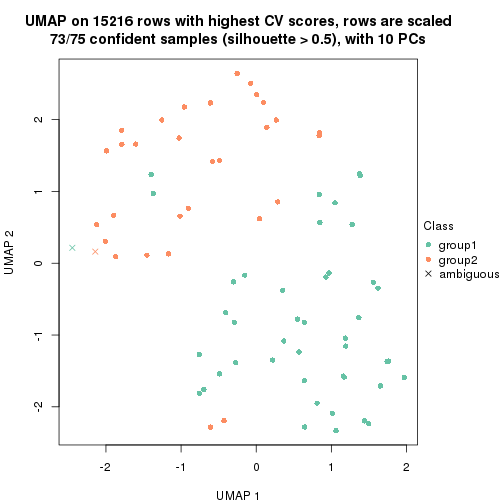 UMAP on 15216 rows with highest CV scores, rows are scaled
73/75 confident samples (silhouette > 0.5), with 10 PCs
2
1
0
-1
-2
UMAP 2
-2
-1
0
1
2
UMAP 1
Class
group1
group2
ambiguous